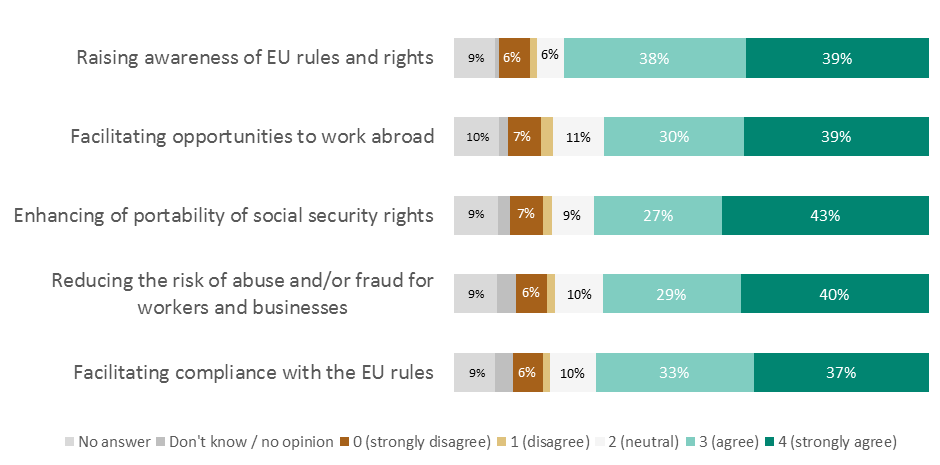 Raising awareness of EU rules and rights
9% 6% 6% 38% 39%
Facilitating opportunities to work abroad
10% 7% 11% 30% 39%
Enhancing of portability of social security rights
9% 7% 9% 27% 43%
Reducing the risk of abuse and/or fraud for
workers and businesses
9% 6% 10% 29% 40%
Facilitating compliance with the EU rules
9% 6% 10% 33% 37%
No answer Don't know / no opinion 0 (strongly disagree) 1 (disagree) 2 (neutral) 3 (agree) 4 (strongly agree)